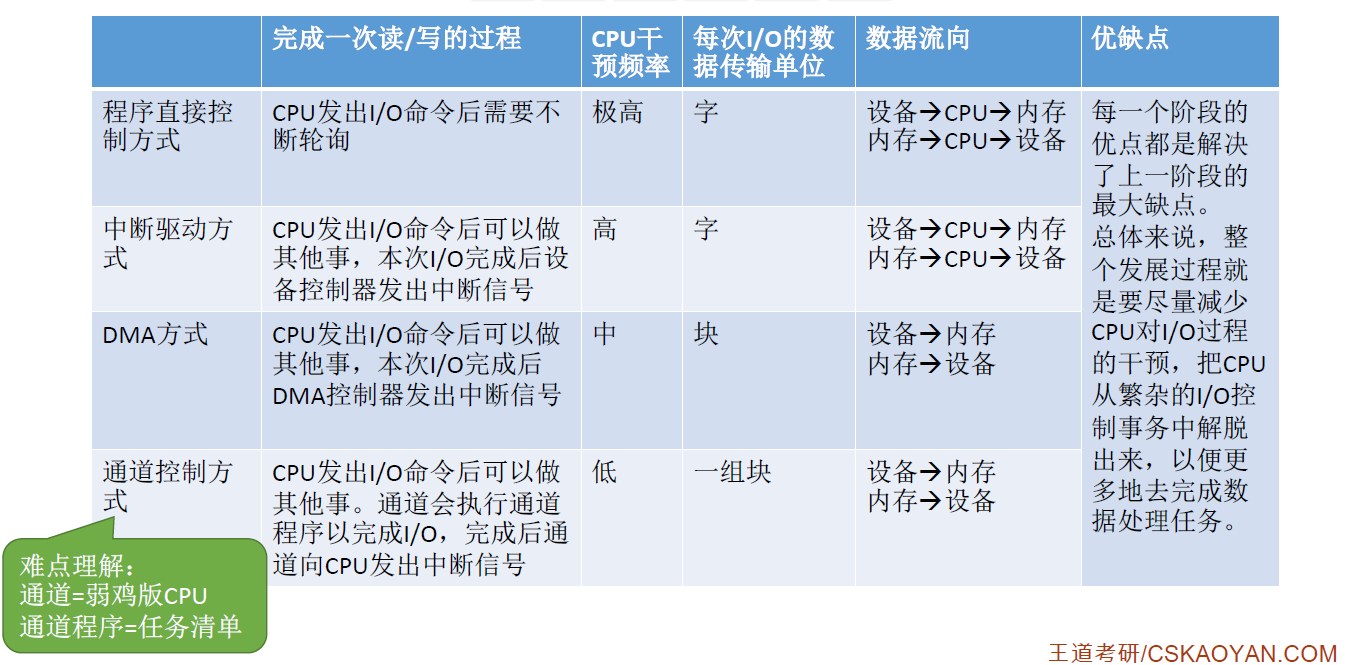 完成一次读/写的过程
CPU干
预频率
每次I/O的数
据传输单位
数据流向
优缺点
程序直接控
制方式
CPU发出I/O命令后需要不
断轮询
极高
字
设备→CPU→内存
内存→CPU→设备
每一个阶段的
优点都是解决
了上一阶段的
最大缺点。
总体来说，整
个发展过程就
是要尽量减少
CPU对I/O过程
的干预，把CPU
从繁杂的I/O控
制事务中解脱
出来，以便更
多地去完成数
据处理任务。
中断驱动方
式
CPU发出I/O命令后可以做
其他事，本次I/O完成后设
备控制器发出中断信号
高
字
设备→CPU→内存
内存→CPU→设备
DMA方式
CPU发出I/O命令后可以做
其他事，本次I/O完成后
DMA控制器发出中断信号
中
块
设备→内存
内存→设备
通道控制方
式
CPU发出I/O命令后可以做
其他事。通道会执行通道
程序以完成I/O，完成后通
道向CPU发出中断信号
低
一组块
设备→内存
内存→设备
难点理解：
通道=弱鸡版CPU
通道程序=任务清单
王道考研/CSKAOYAN.COM